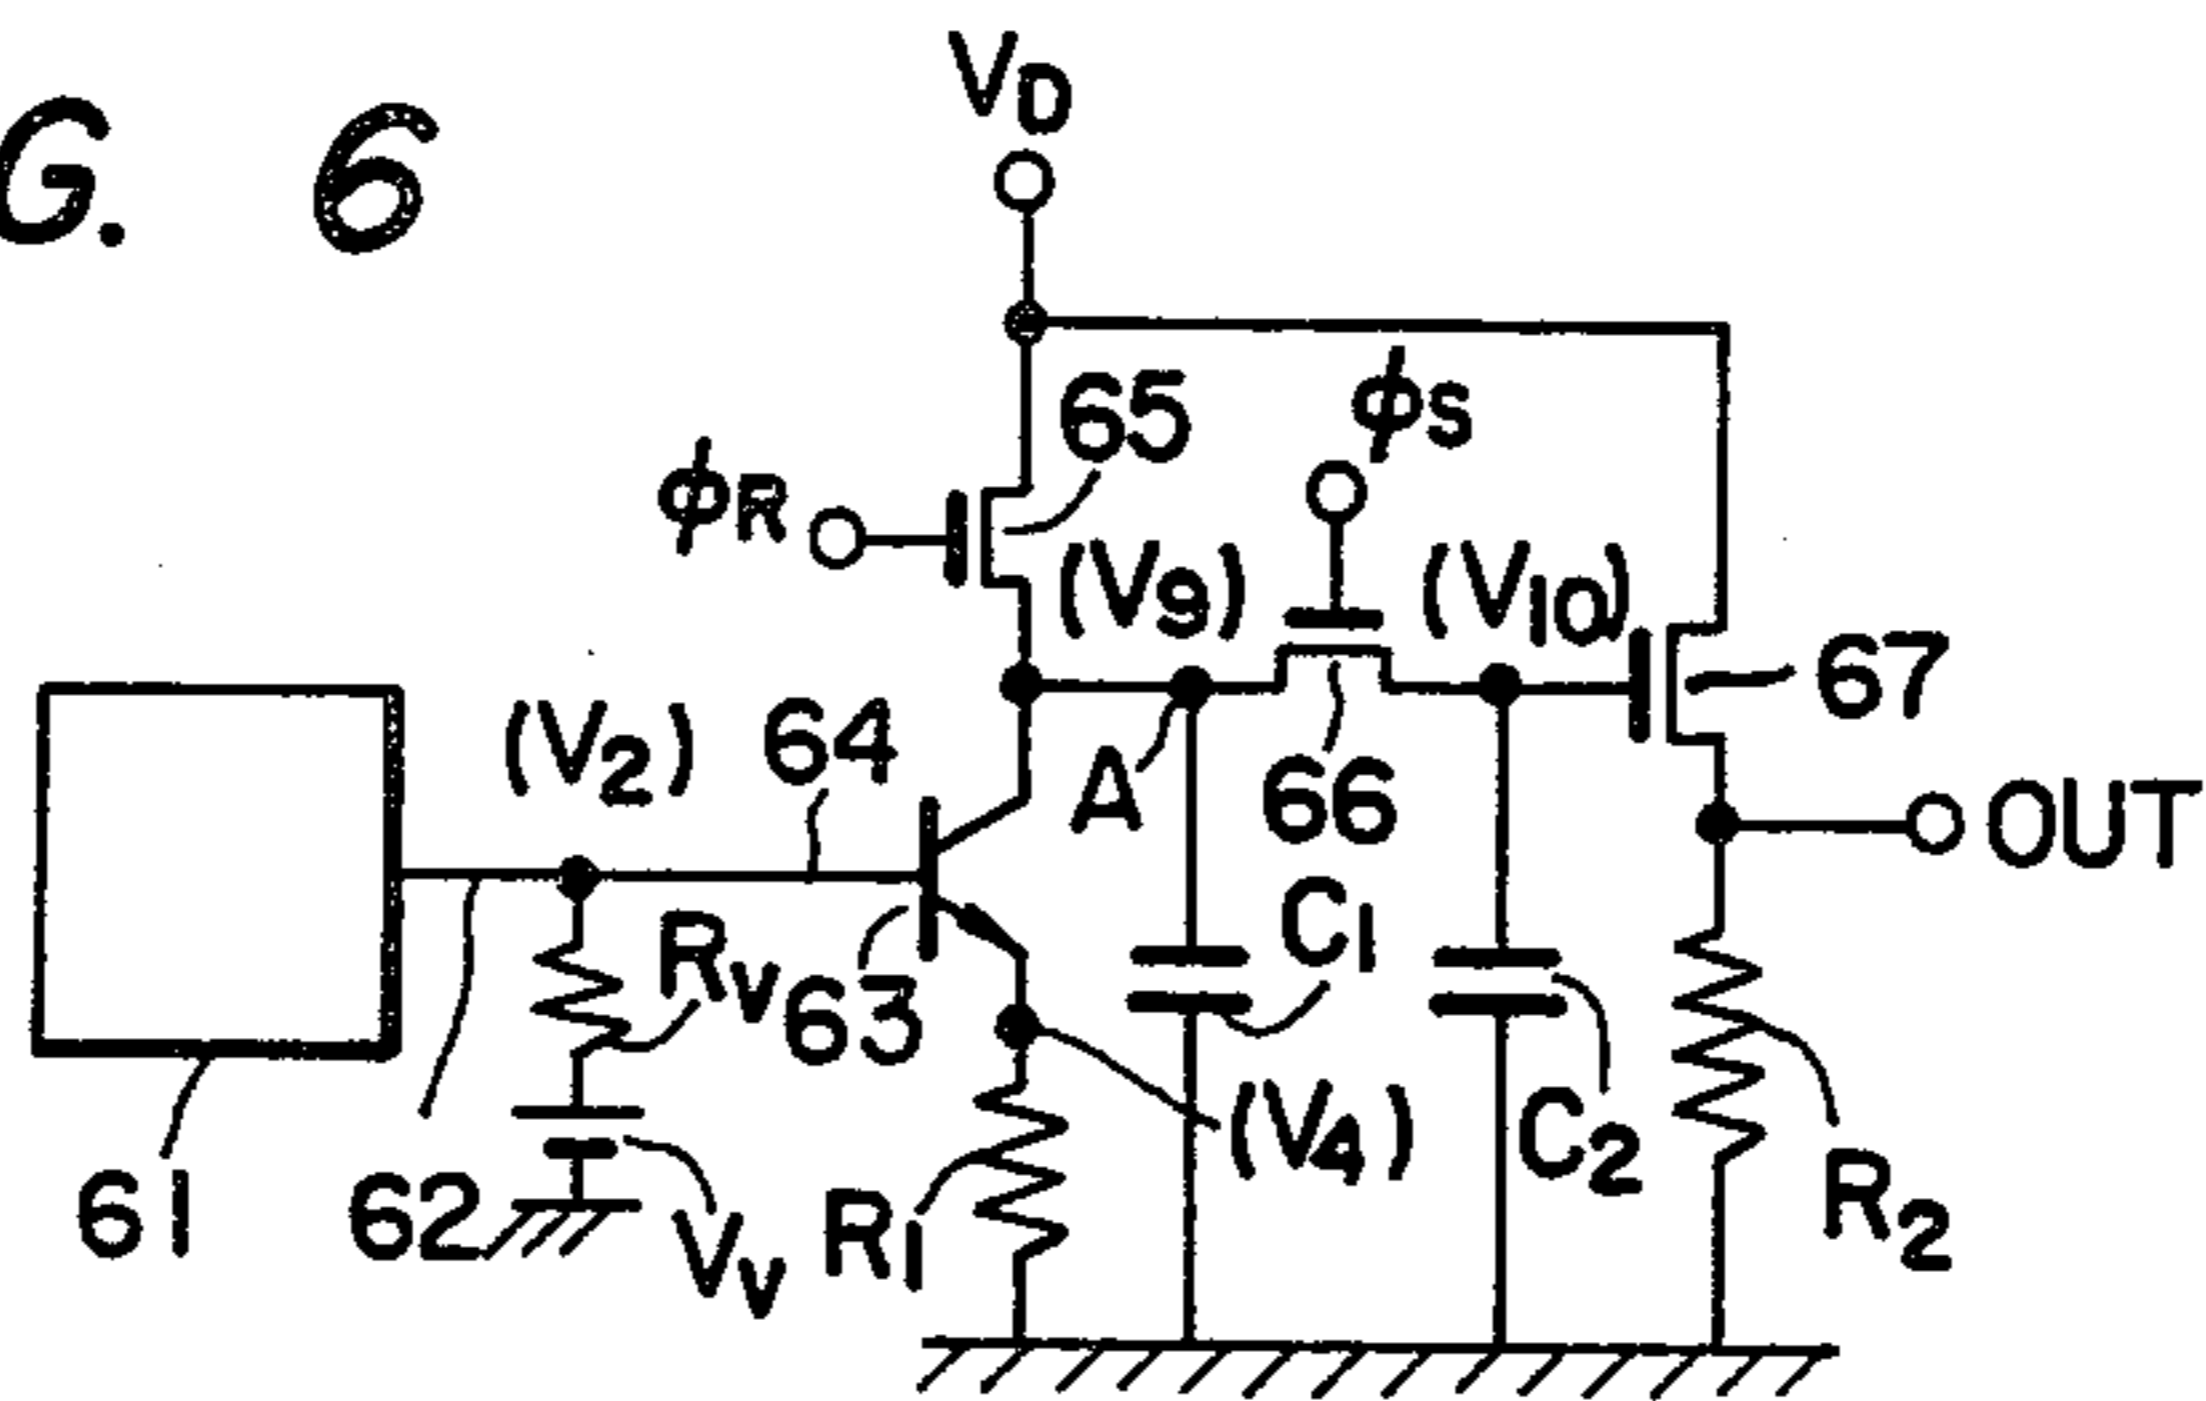 G. 6
VD
65
φS
φR
(V9)
(V10)
67
(V2)
64
A
66
OUT
C1
RV
63
(V4)
C2
61
62
VV
R1
R2